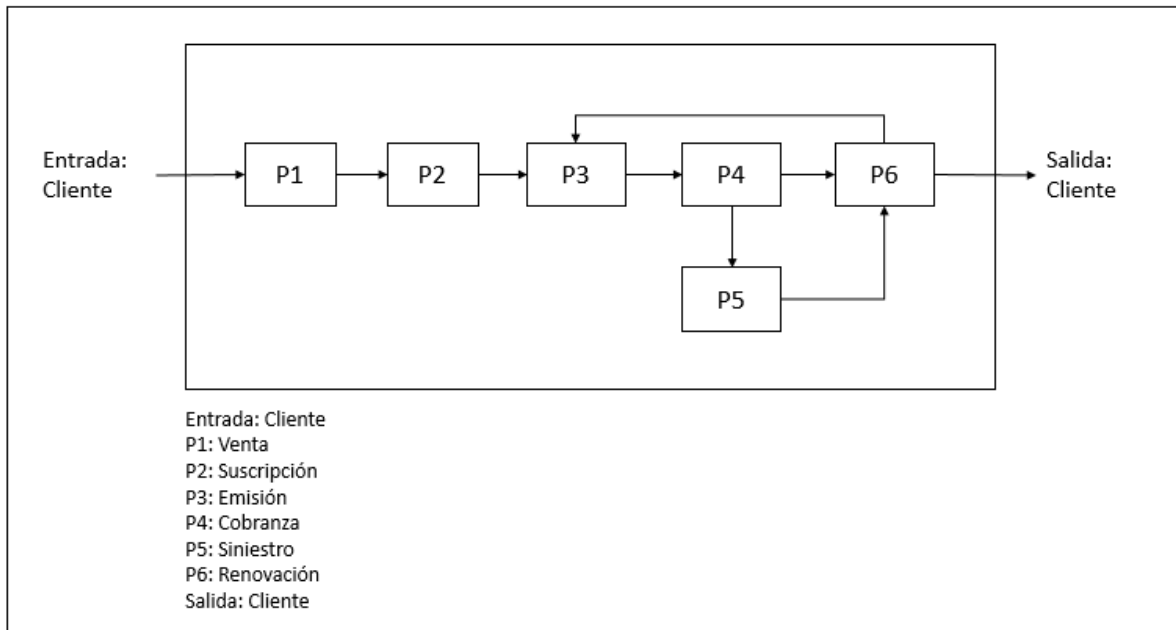 Entrada:
Cliente
P1
P2
P3
P4
P6
Salida:
Cliente
P5
Entrada: Cliente
P1: Venta
P2: Suscripción
P3: Emisión
P4: Cobranza
P5: Siniestro
P6: Renovación
Salida: Cliente